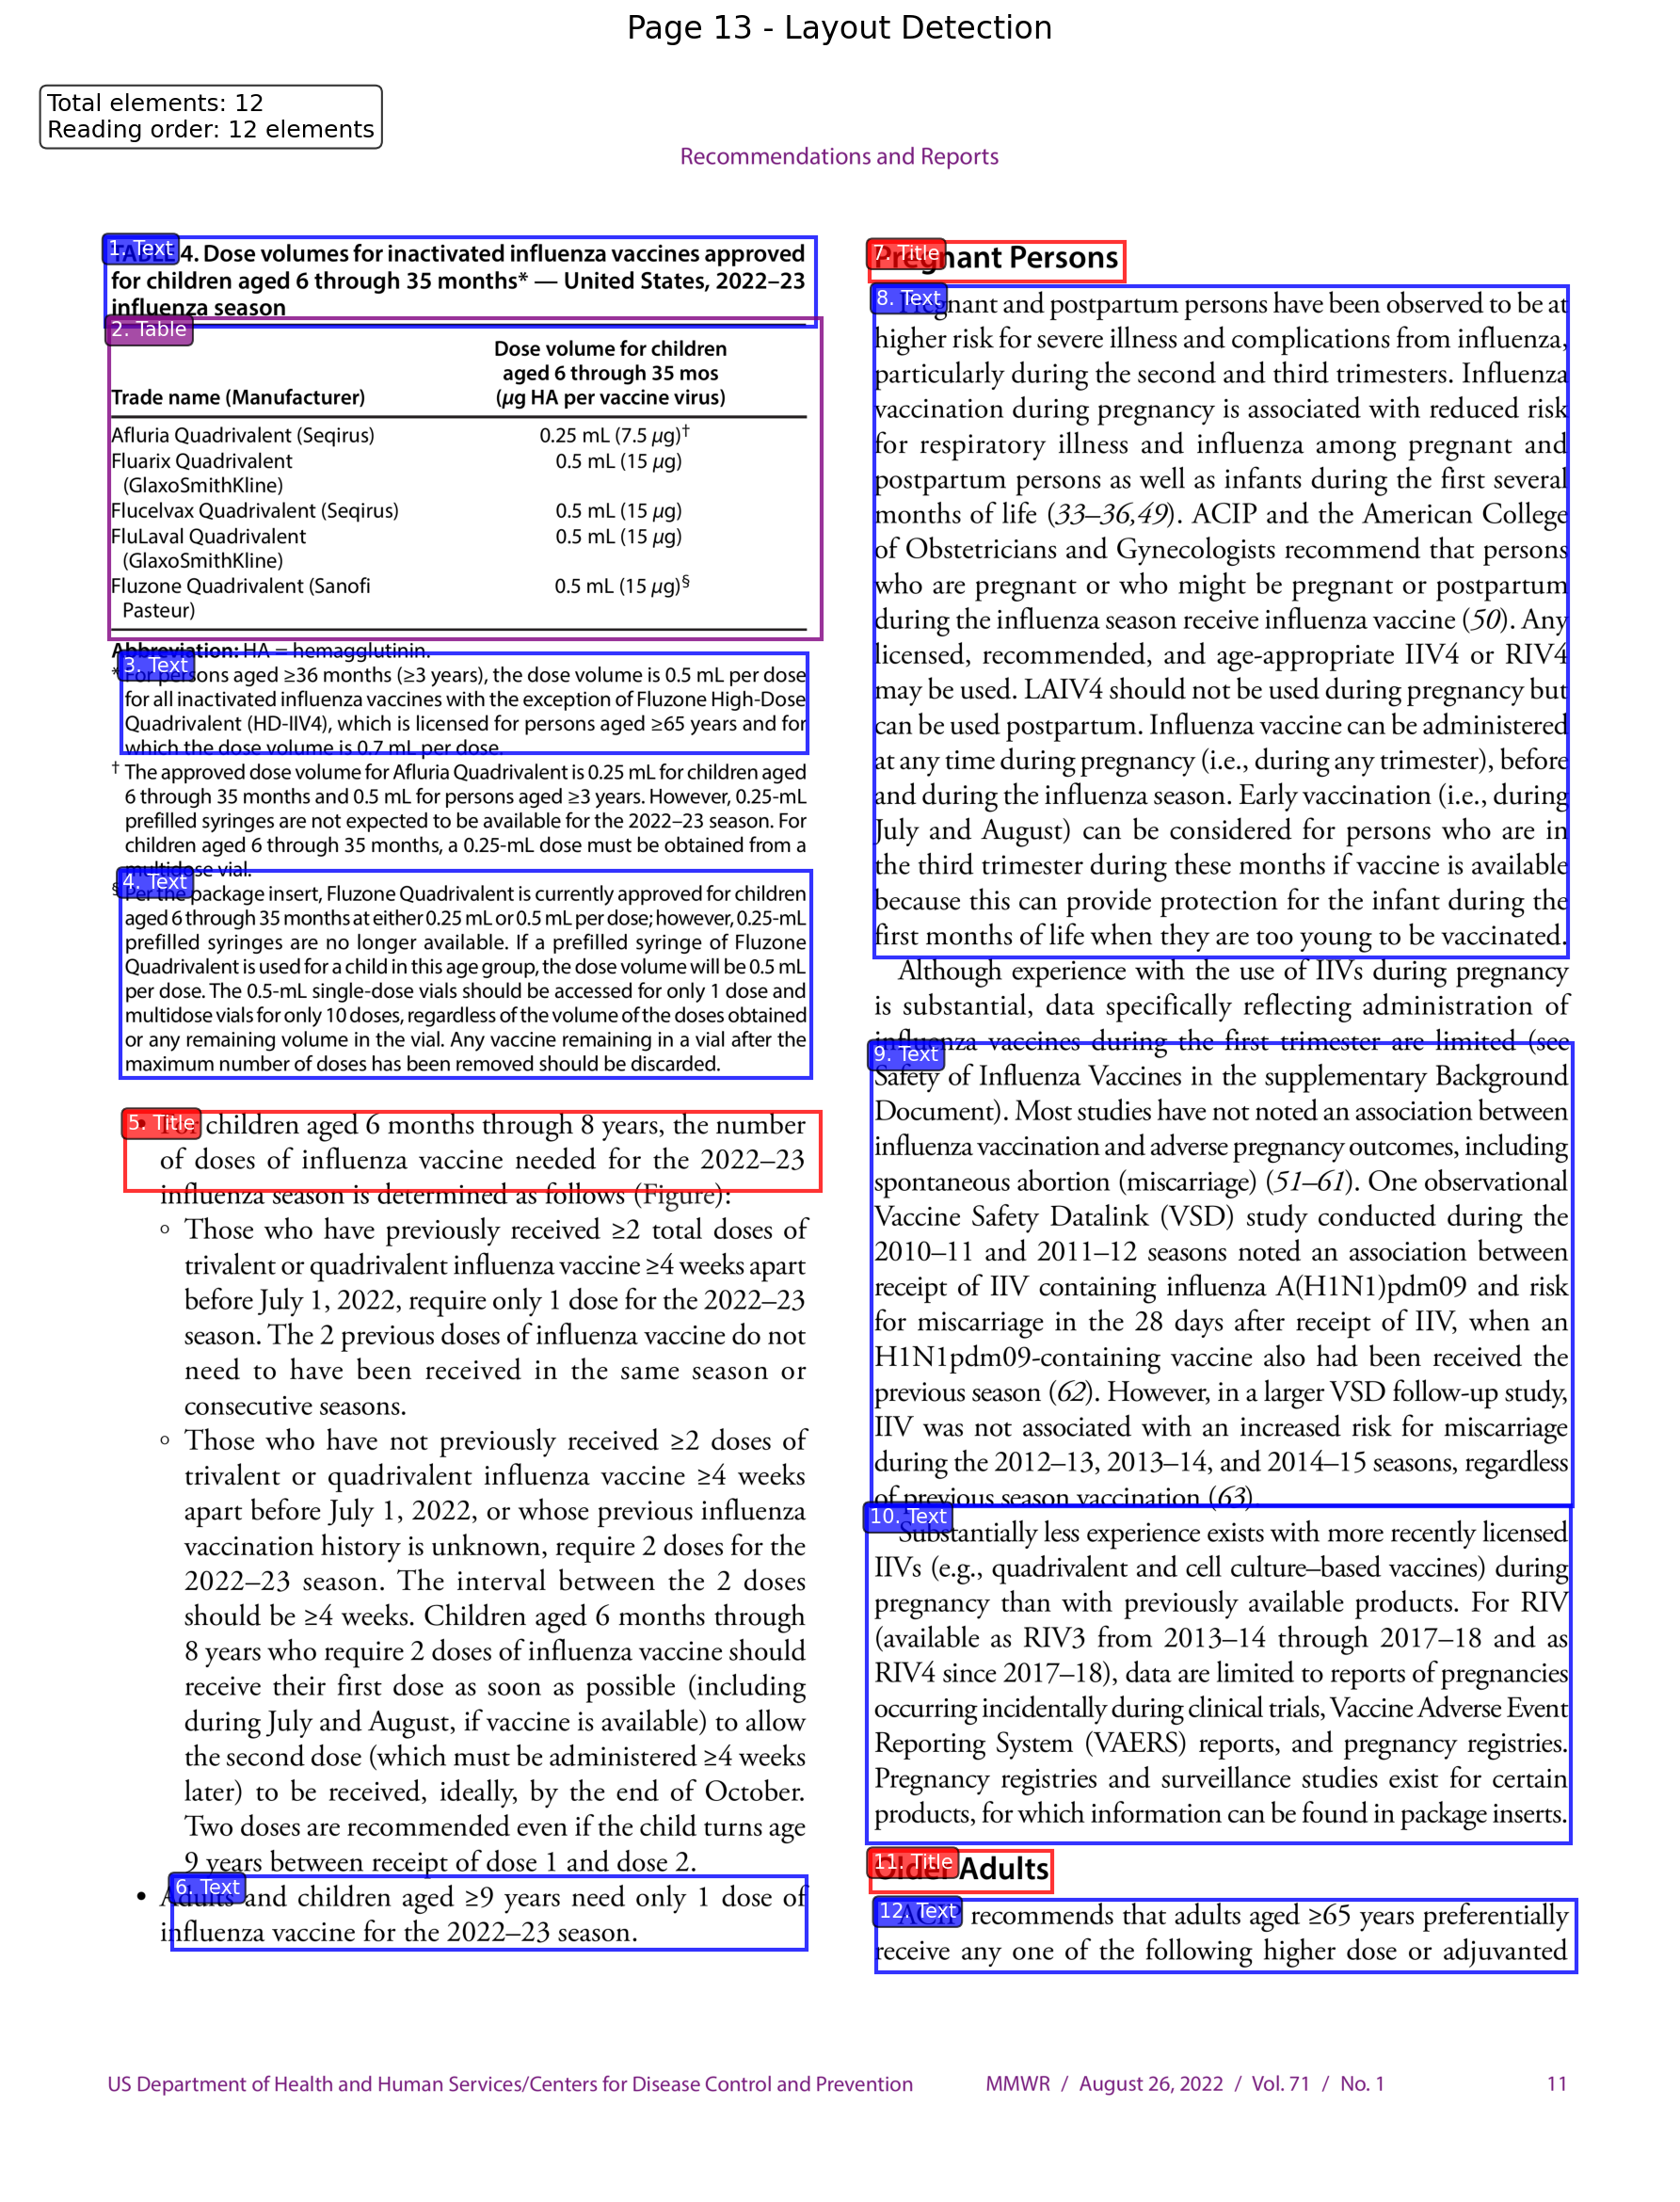 Page 13 - Layout Detection
Total elements: 12
Reading order: 12 elements
Recommendations and Reports
1. Text
TABLE 4. Dose volumes for inactivated influenza vaccines approved
for children aged 6 through 35 months* — United States, 2022–23
influenza season
2. Table
Dose volume for children
aged 6 through 35 mos
Trade name (Manufacturer) (µg HA per vaccine virus)
Afluria Quadrivalent (Seqirus) 0.25 mL (7.5 µg)†
Fluarix Quadrivalent 0.5 mL (15 µg)
(GlaxoSmithKline)
Flucelvax Quadrivalent (Seqirus) 0.5 mL (15 µg)
FluLaval Quadrivalent 0.5 mL (15 µg)
(GlaxoSmithKline)
Fluzone Quadrivalent (Sanofi 0.5 mL (15 µg)§
Pasteur)
Abbreviation: HA = hemagglutinin.
3. Text
* For persons aged ≥36 months (≥3 years), the dose volume is 0.5 mL per dose
for all inactivated influenza vaccines with the exception of Fluzone High-Dose
Quadrivalent (HD-IIV4), which is licensed for persons aged ≥65 years and for
which the dose volume is 0.7 mL per dose.
† The approved dose volume for Afluria Quadrivalent is 0.25 mL for children aged
6 through 35 months and 0.5 mL for persons aged ≥3 years. However, 0.25-mL
prefilled syringes are not expected to be available for the 2022–23 season. For
children aged 6 through 35 months, a 0.25-mL dose must be obtained from a
multidose vial.
4. Text
§ Per the package insert, Fluzone Quadrivalent is currently approved for children
aged 6 through 35 months at either 0.25 mL or 0.5 mL per dose; however, 0.25-mL
prefilled syringes are no longer available. If a prefilled syringe of Fluzone
Quadrivalent is used for a child in this age group, the dose volume will be 0.5 mL
per dose. The 0.5-mL single-dose vials should be accessed for only 1 dose and
multidose vials for only 10 doses, regardless of the volume of the doses obtained
or any remaining volume in the vial. Any vaccine remaining in a vial after the
maximum number of doses has been removed should be discarded.
5. Title
• For children aged 6 months through 8 years, the number
of doses of influenza vaccine needed for the 2022–23
influenza season is determined as follows (Figure):
◦ Those who have previously received ≥2 total doses of
trivalent or quadrivalent influenza vaccine ≥4 weeks apart
before July 1, 2022, require only 1 dose for the 2022–23
season. The 2 previous doses of influenza vaccine do not
need to have been received in the same season or
consecutive seasons.
◦ Those who have not previously received ≥2 doses of
trivalent or quadrivalent influenza vaccine ≥4 weeks
apart before July 1, 2022, or whose previous influenza
vaccination history is unknown, require 2 doses for the
2022–23 season. The interval between the 2 doses
should be ≥4 weeks. Children aged 6 months through
8 years who require 2 doses of influenza vaccine should
receive their first dose as soon as possible (including
during July and August, if vaccine is available) to allow
the second dose (which must be administered ≥4 weeks
later) to be received, ideally, by the end of October.
Two doses are recommended even if the child turns age
9 years between receipt of dose 1 and dose 2.
6. Text
• Adults and children aged ≥9 years need only 1 dose of
influenza vaccine for the 2022–23 season.
7. Title
Pregnant Persons
8. Text
Pregnant and postpartum persons have been observed to be at
higher risk for severe illness and complications from influenza,
particularly during the second and third trimesters. Influenza
vaccination during pregnancy is associated with reduced risk
for respiratory illness and influenza among pregnant and
postpartum persons as well as infants during the first several
months of life (33–36,49). ACIP and the American College
of Obstetricians and Gynecologists recommend that persons
who are pregnant or who might be pregnant or postpartum
during the influenza season receive influenza vaccine (50). Any
licensed, recommended, and age-appropriate IIV4 or RIV4
may be used. LAIV4 should not be used during pregnancy but
can be used postpartum. Influenza vaccine can be administered
at any time during pregnancy (i.e., during any trimester), before
and during the influenza season. Early vaccination (i.e., during
July and August) can be considered for persons who are in
the third trimester during these months if vaccine is available
because this can provide protection for the infant during the
first months of life when they are too young to be vaccinated.
Although experience with the use of IIVs during pregnancy
is substantial, data specifically reflecting administration of
influenza vaccines during the first trimester are limited (see
9. Text
Safety of Influenza Vaccines in the supplementary Background
Document). Most studies have not noted an association between
influenza vaccination and adverse pregnancy outcomes, including
spontaneous abortion (miscarriage) (51–61). One observational
Vaccine Safety Datalink (VSD) study conducted during the
2010–11 and 2011–12 seasons noted an association between
receipt of IIV containing influenza A(H1N1)pdm09 and risk
for miscarriage in the 28 days after receipt of IIV, when an
H1N1pdm09-containing vaccine also had been received the
previous season (62). However, in a larger VSD follow-up study,
IIV was not associated with an increased risk for miscarriage
during the 2012–13, 2013–14, and 2014–15 seasons, regardless
of previous season vaccination (63).
10. Text
Substantially less experience exists with more recently licensed
IIVs (e.g., quadrivalent and cell culture–based vaccines) during
pregnancy than with previously available products. For RIV
(available as RIV3 from 2013–14 through 2017–18 and as
RIV4 since 2017–18), data are limited to reports of pregnancies
occurring incidentally during clinical trials, Vaccine Adverse Event
Reporting System (VAERS) reports, and pregnancy registries.
Pregnancy registries and surveillance studies exist for certain
products, for which information can be found in package inserts.
11. Title
Older Adults
12. Text
ACIP recommends that adults aged ≥65 years preferentially
receive any one of the following higher dose or adjuvanted
US Department of Health and Human Services/Centers for Disease Control and Prevention MMWR / August 26, 2022 / Vol. 71 / No. 1 11